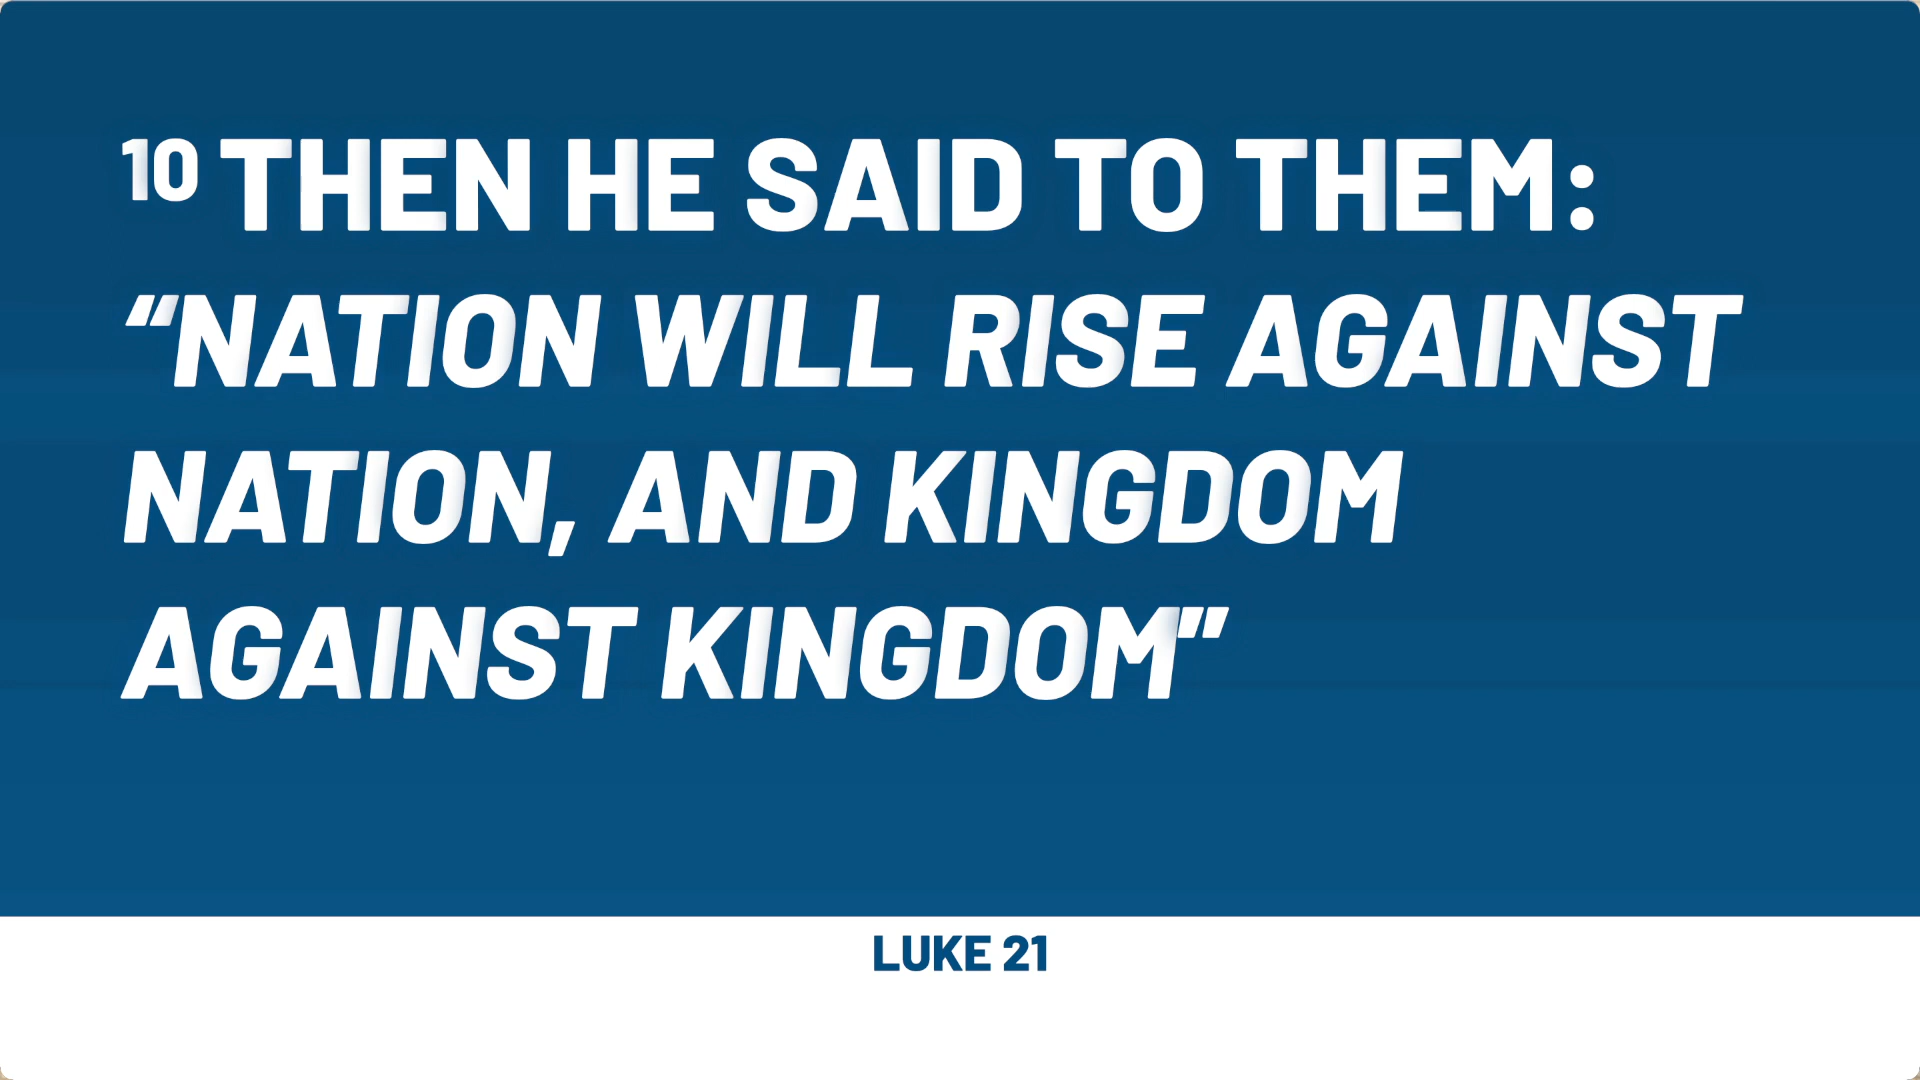 10 THEN HE SAID TO THEM:
“NATION WILL RISE AGAINST
NATION, AND KINGDOM
AGAINST KINGDOM”
LUKE 21